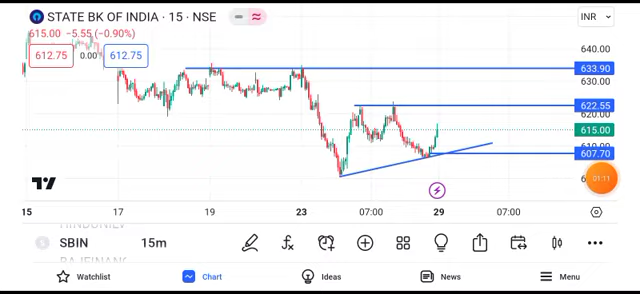 STATE BK OF INDIA · 15 · NSE
INR
615.00 −5.55 (−0.90%)
612.75 0.00 612.75
640.00
633.90
630.00
622.55
620.00
615.00
607.70
01:11
15 17 19 23 07:00 29 07:00
SBIN 15m
Watchlist Chart Ideas News Menu